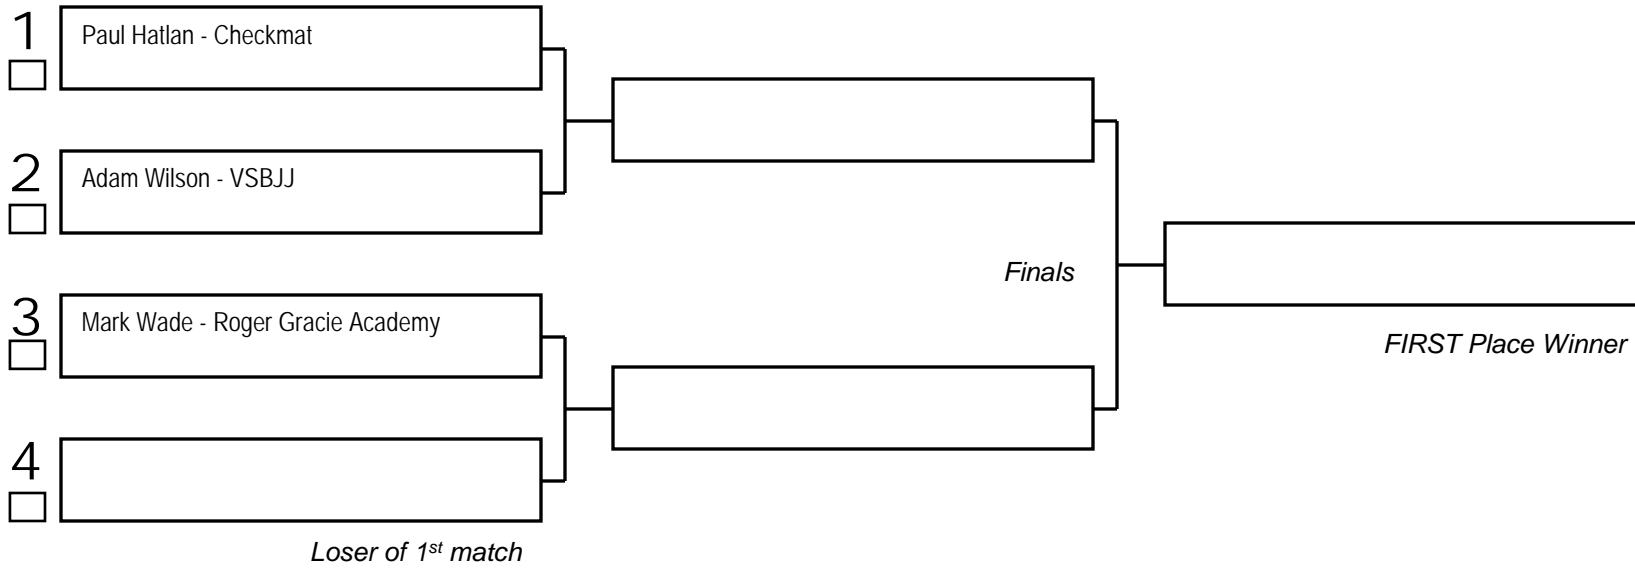 1
Paul Hatlan - Checkmat
2
Adam Wilson - VSBJJ
Finals
3
Mark Wade - Roger Gracie Academy
FIRST Place Winner
4
Loser of 1st match